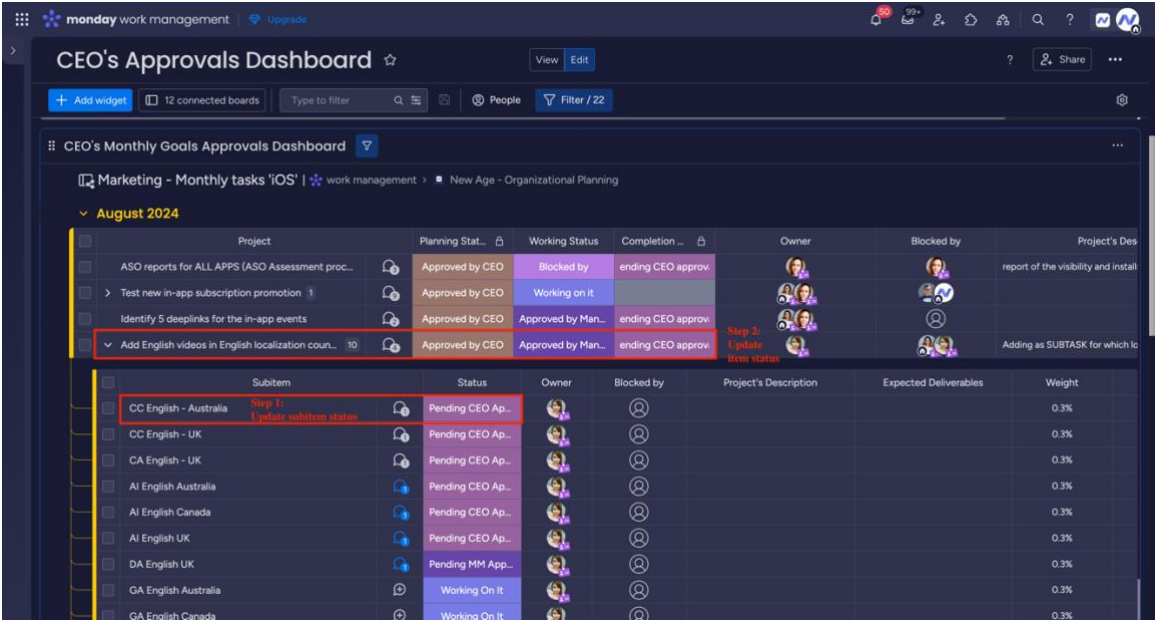 monday work management Upgrade 50 99+ ?
CEO's Approvals Dashboard View Edit ? Share
Add widget 12 connected boards Type to filter People Filter / 22
CEO's Monthly Goals Approvals Dashboard
Marketing - Monthly tasks 'iOS' | work management > New Age - Organizational Planning
August 2024
Project Planning Stat... Working Status Completion ... Owner Blocked by Project's Des
ASO reports for ALL APPS (ASO Assessment proc... Approved by CEO Blocked by ending CEO approv report of the visibility and install
Test new in-app subscription promotion 1 Approved by CEO Working on it
Identify 5 deeplinks for the in-app events Approved by CEO Approved by Man... ending CEO approv
Add English videos in English localization coun... 10 Approved by CEO Approved by Man... ending CEO approv Adding as SUBTASK for which lo
Step 2:
Update
item status
Subitem Status Owner Blocked by Project's Description Expected Deliverables Weight
CC English - Australia Pending CEO Ap... 0.3%
Step 1:
Update subitem status
CC English - UK Pending CEO Ap... 0.3%
CA English - UK Pending CEO Ap... 0.3%
AI English Australia 1 Pending CEO Ap... 0.3%
AI English Canada 1 Pending CEO Ap... 0.3%
AI English UK 1 Pending CEO Ap... 0.3%
DA English UK 1 Pending MM App... 0.3%
GA English Australia Working On It 0.3%
GA English Canada Working On It 0.3%